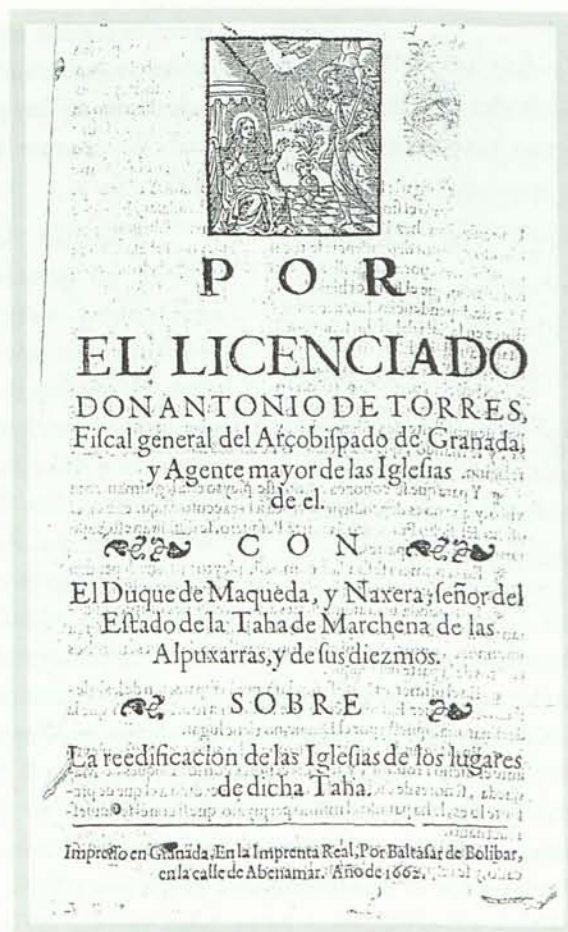 POR
EL LICENCIADO
DON ANTONIO DE TORRES,
Fiſcal general del Arçobiſpado de Granada,
y Agente mayor de las Igleſias
de el.
CON
El Duque de Maqueda, y Naxera; ſeñor del
Eſtado de la Taha de Marchena de las
Alpuxarras, y de ſus diezmos.
SOBRE
La reedificacion de las Igleſias de los lugares
de dicha Taha.
Impreſſo en Granada, En la Imprenta Real, Por Baltaſar de Bolibar,
en la calle de Abenamar. Año de 1662.